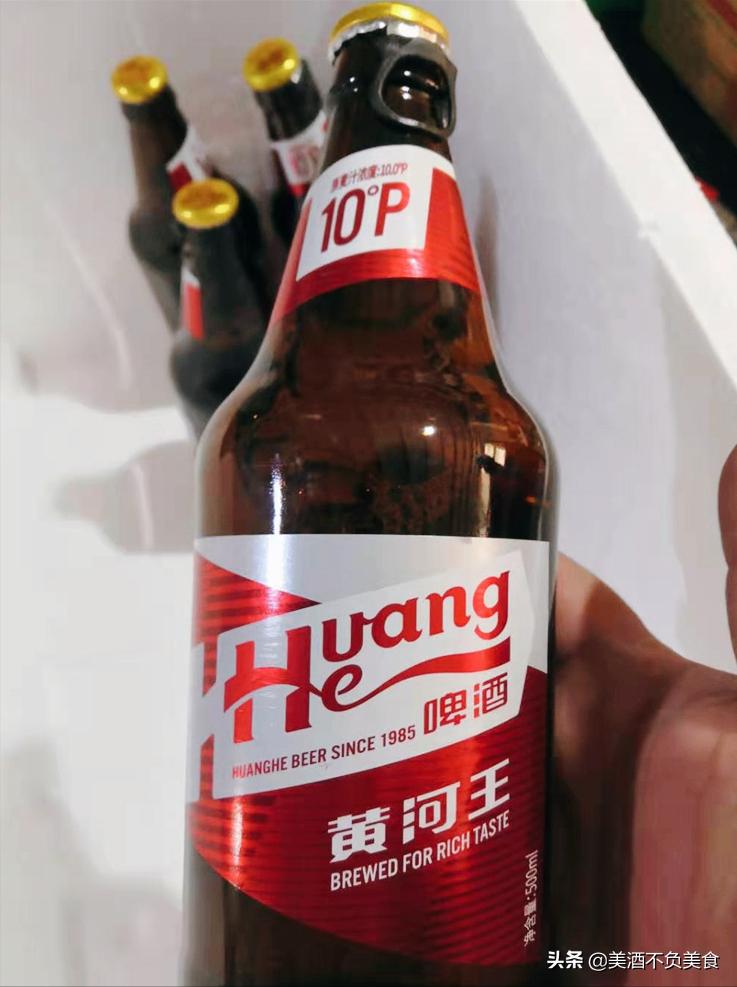 原麦汁浓度:10.0°P
10°P
Huang
He
啤酒
HUANGHE BEER SINCE 1985
黄河王
BREWED FOR RICH TASTE
净含量:500ml
头条 @美酒不负美食